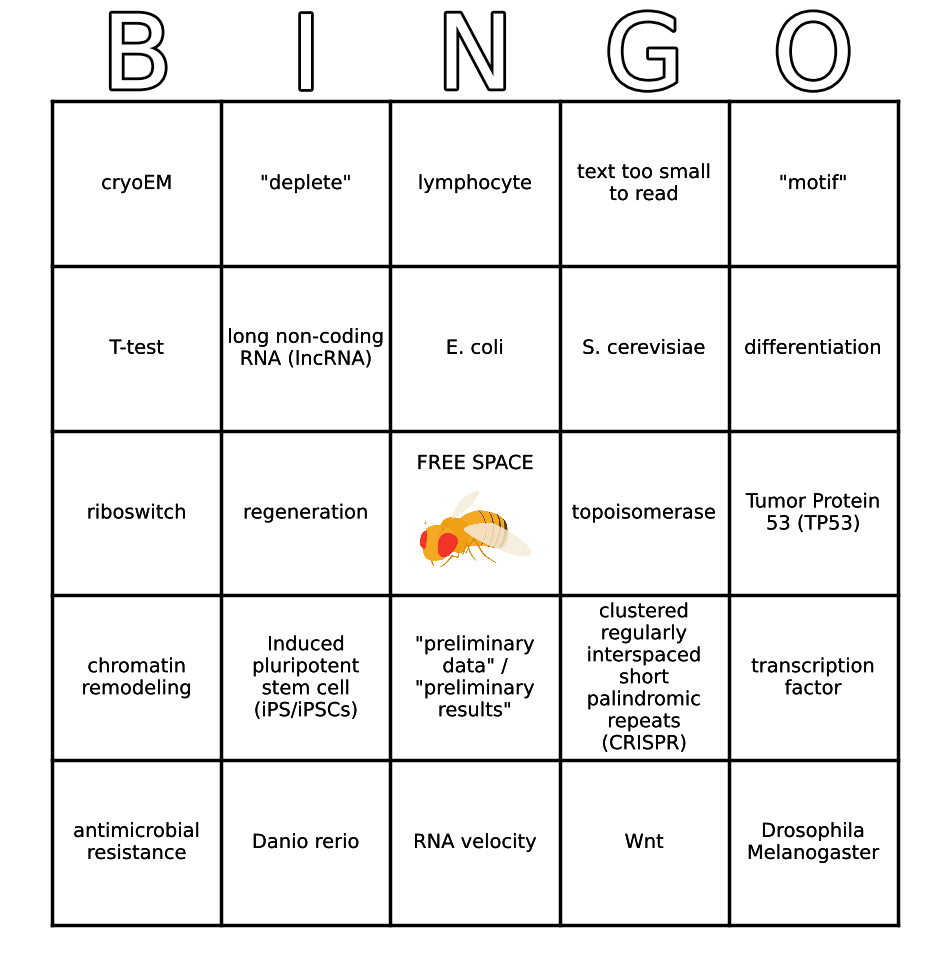 B I N G O
cryoEM
"deplete"
lymphocyte
text too small
to read
"motif"
T-test
long non-coding
RNA (lncRNA)
E. coli
S. cerevisiae
differentiation
riboswitch
regeneration
FREE SPACE
topoisomerase
Tumor Protein
53 (TP53)
chromatin
remodeling
Induced
pluripotent
stem cell
(iPS/iPSCs)
"preliminary
data" /
"preliminary
results"
clustered
regularly
interspaced
short
palindromic
repeats
(CRISPR)
transcription
factor
antimicrobial
resistance
Danio rerio
RNA velocity
Wnt
Drosophila
Melanogaster